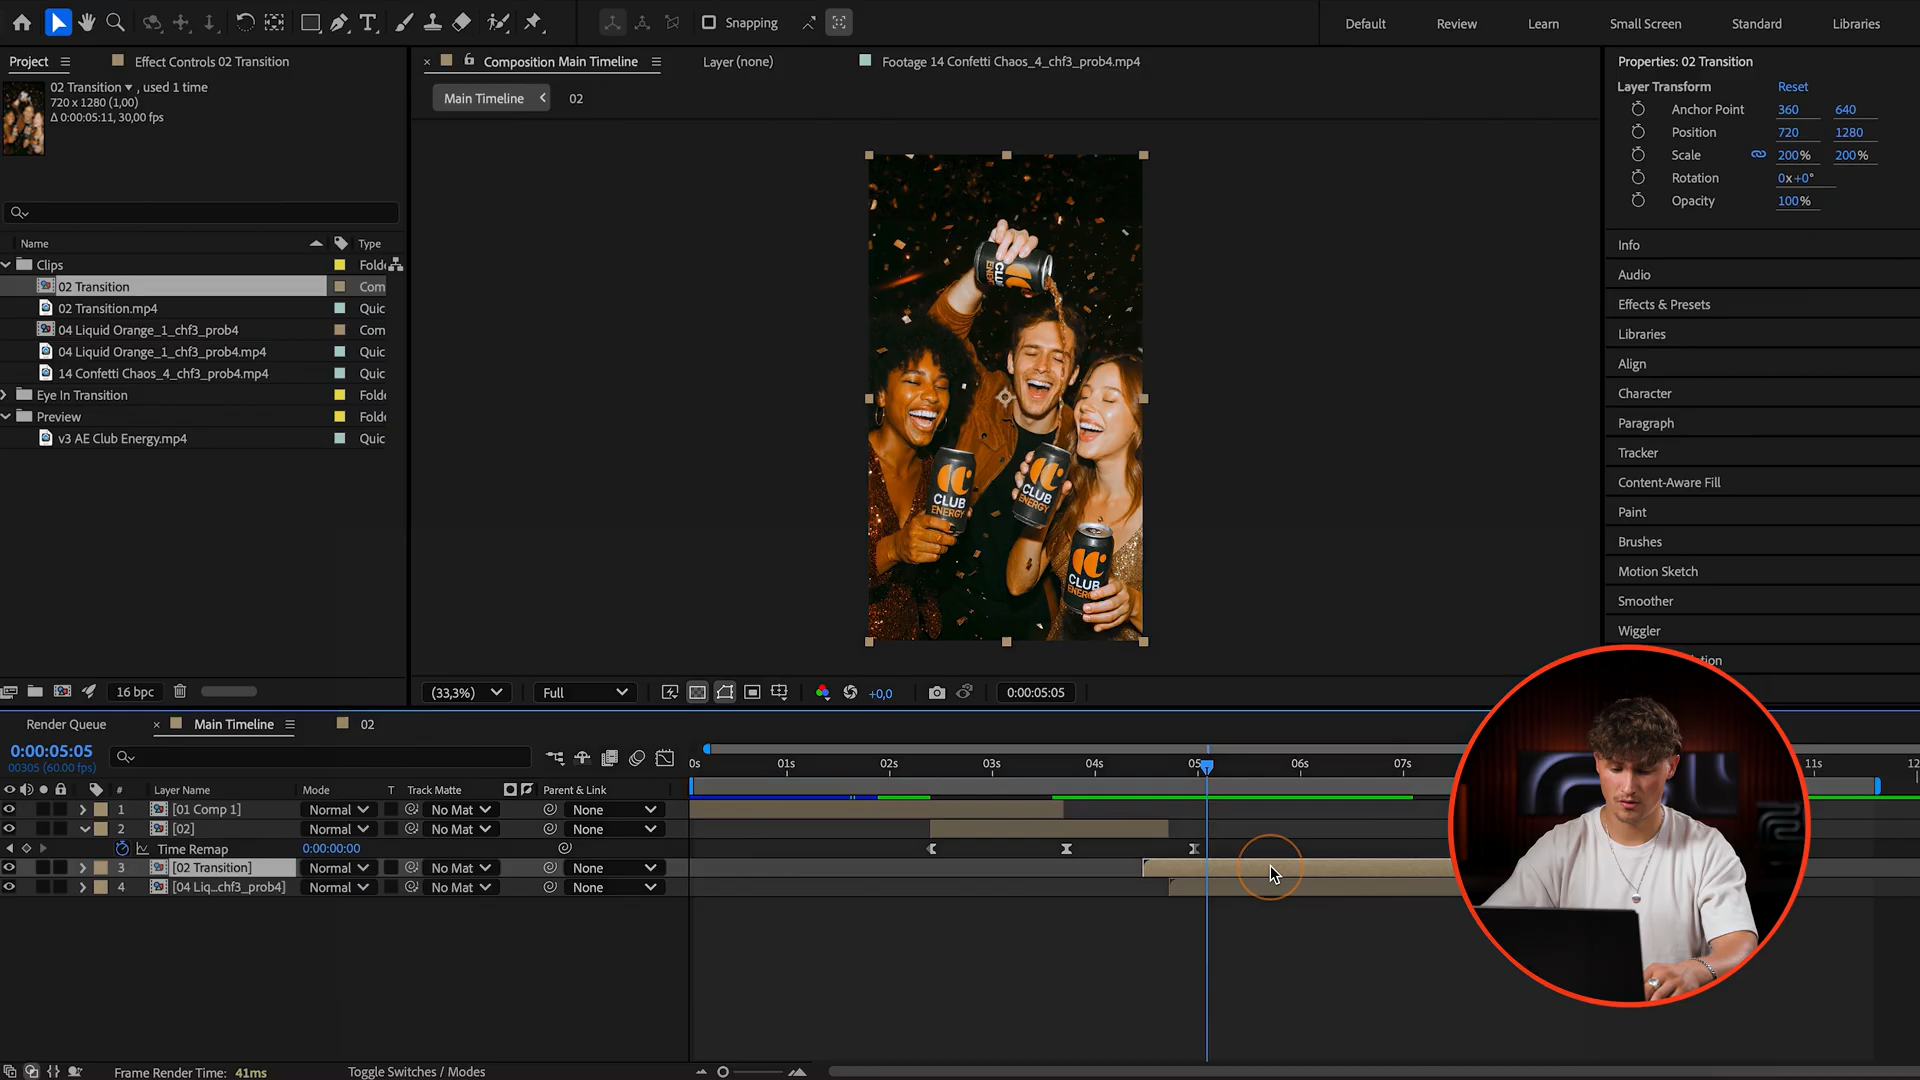 Snapping
Default
Review
Learn
Small Screen
Standard
Libraries
Project
Effect Controls 02 Transition
Composition Main Timeline
Layer (none)
Footage 14 Confetti Chaos_4_chf3_prob4.mp4
Properties: 02 Transition
02 Transition ▾ , used 1 time
720 x 1280 (1,00)
Δ 0:00:05:11, 30,00 fps
Main Timeline
02
Layer Transform
Reset
Anchor Point
360
640
Position
720
1280
Scale
200%
200%
Rotation
0x+0°
Opacity
100%
Info
Audio
Effects & Presets
Libraries
Align
Character
Paragraph
Tracker
Content-Aware Fill
Paint
Brushes
Motion Sketch
Smoother
Wiggler
Name
Type
Clips
Folde
02 Transition
Com
02 Transition.mp4
Quic
04 Liquid Orange_1_chf3_prob4
Com
04 Liquid Orange_1_chf3_prob4.mp4
Quic
14 Confetti Chaos_4_chf3_prob4.mp4
Quic
Eye In Transition
Folde
Preview
Folde
v3 AE Club Energy.mp4
Quic
CLUB
ENERGY
CLUB
ENERGY
CLUB
16 bpc
(33,3%)
Full
+0,0
0:00:05:05
Render Queue
Main Timeline
02
0:00:05:05
00305 (60.00 fps)
0s
01s
02s
03s
04s
05
06s
07s
11s
12
#
Layer Name
Mode
T
Track Matte
Parent & Link
1
[01 Comp 1]
Normal
No Mat
None
2
[02]
Normal
No Mat
None
Time Remap
0:00:00:00
3
[02 Transition]
Normal
No Mat
None
4
[04 Liq...chf3_prob4]
Normal
No Mat
None
Frame Render Time: 41ms
Toggle Switches / Modes